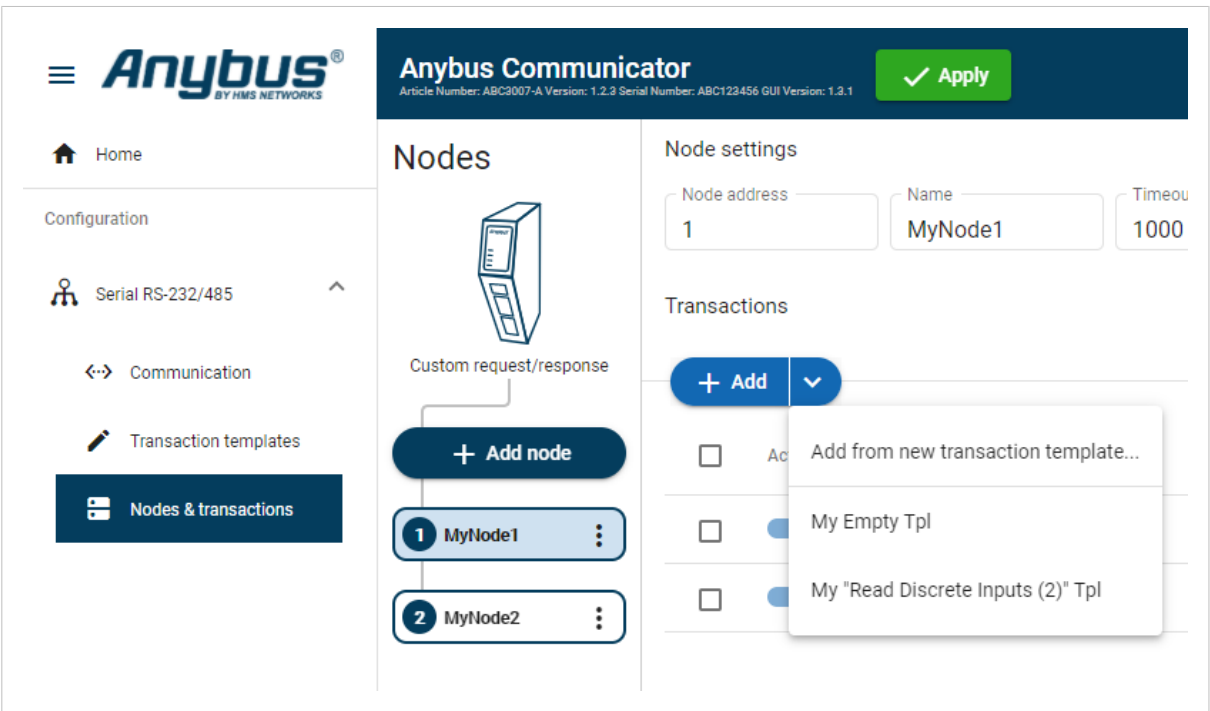 Anybus®
BY HMS NETWORKS
Anybus Communicator
Article Number: ABC3007-A Version: 1.2.3 Serial Number: ABC123456 GUI Version: 1.3.1
Apply
Home
Configuration
Serial RS-232/485
Communication
Transaction templates
Nodes & transactions
Nodes
Anybus
Custom request/response
+ Add node
1 MyNode1
2 MyNode2
Node settings
Node address
1
Name
MyNode1
Timeou
1000
Transactions
+ Add
Ac
Add from new transaction template...
My Empty Tpl
My "Read Discrete Inputs (2)" Tpl